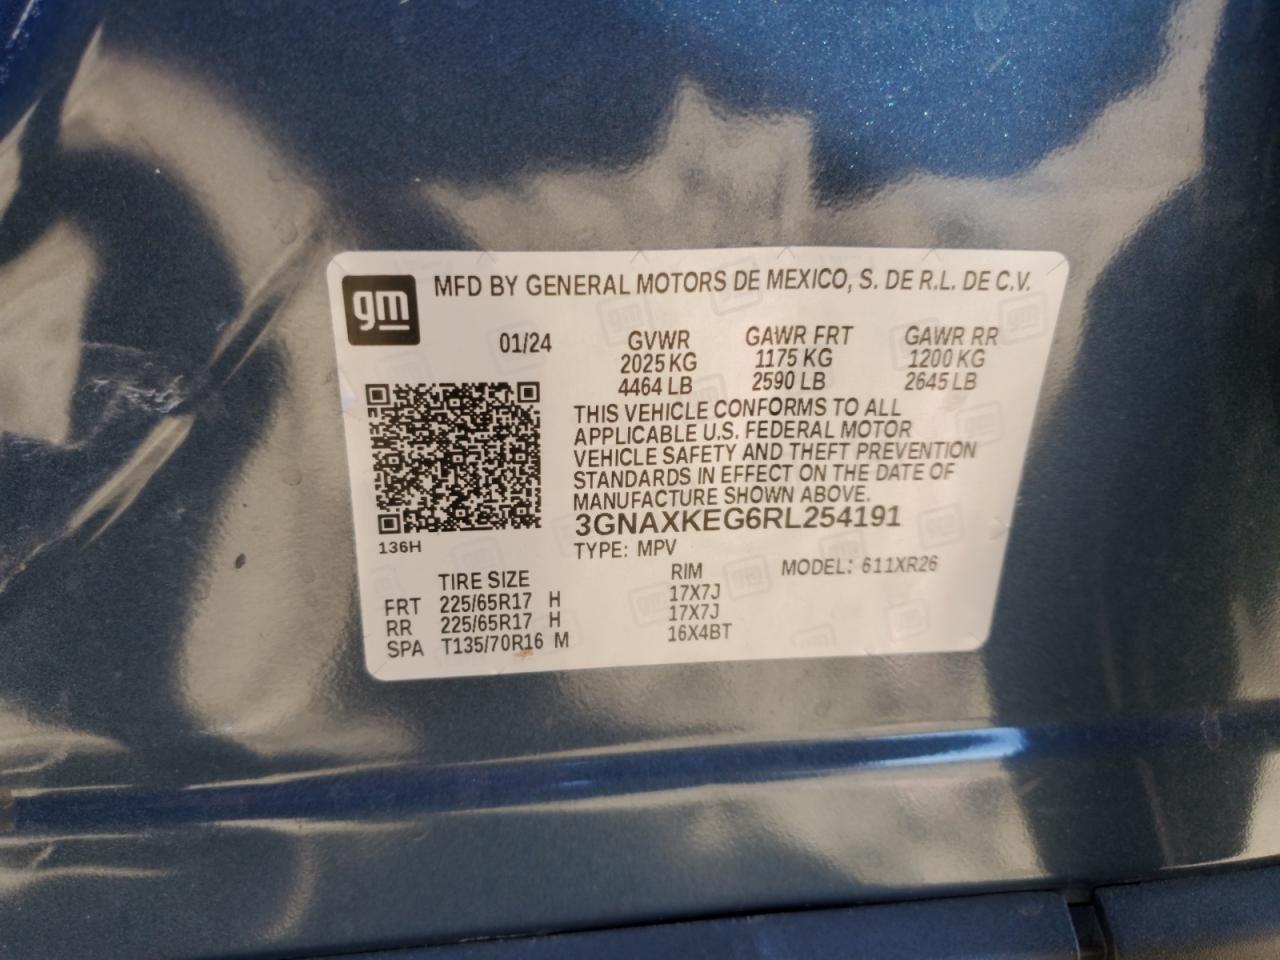 gm
MFD BY GENERAL MOTORS DE MEXICO, S. DE R.L. DE C.V.
01/24 GVWR GAWR FRT GAWR RR
2025 KG 1175 KG 1200 KG
4464 LB 2590 LB 2645 LB
THIS VEHICLE CONFORMS TO ALL
APPLICABLE U.S. FEDERAL MOTOR
VEHICLE SAFETY AND THEFT PREVENTION
STANDARDS IN EFFECT ON THE DATE OF
MANUFACTURE SHOWN ABOVE.
3GNAXKEG6RL254191
136H
TYPE: MPV MODEL: 611XR26
TIRE SIZE RIM
FRT 225/65R17 H 17X7J
RR 225/65R17 H 17X7J
SPA T135/70R16 M 16X4BT